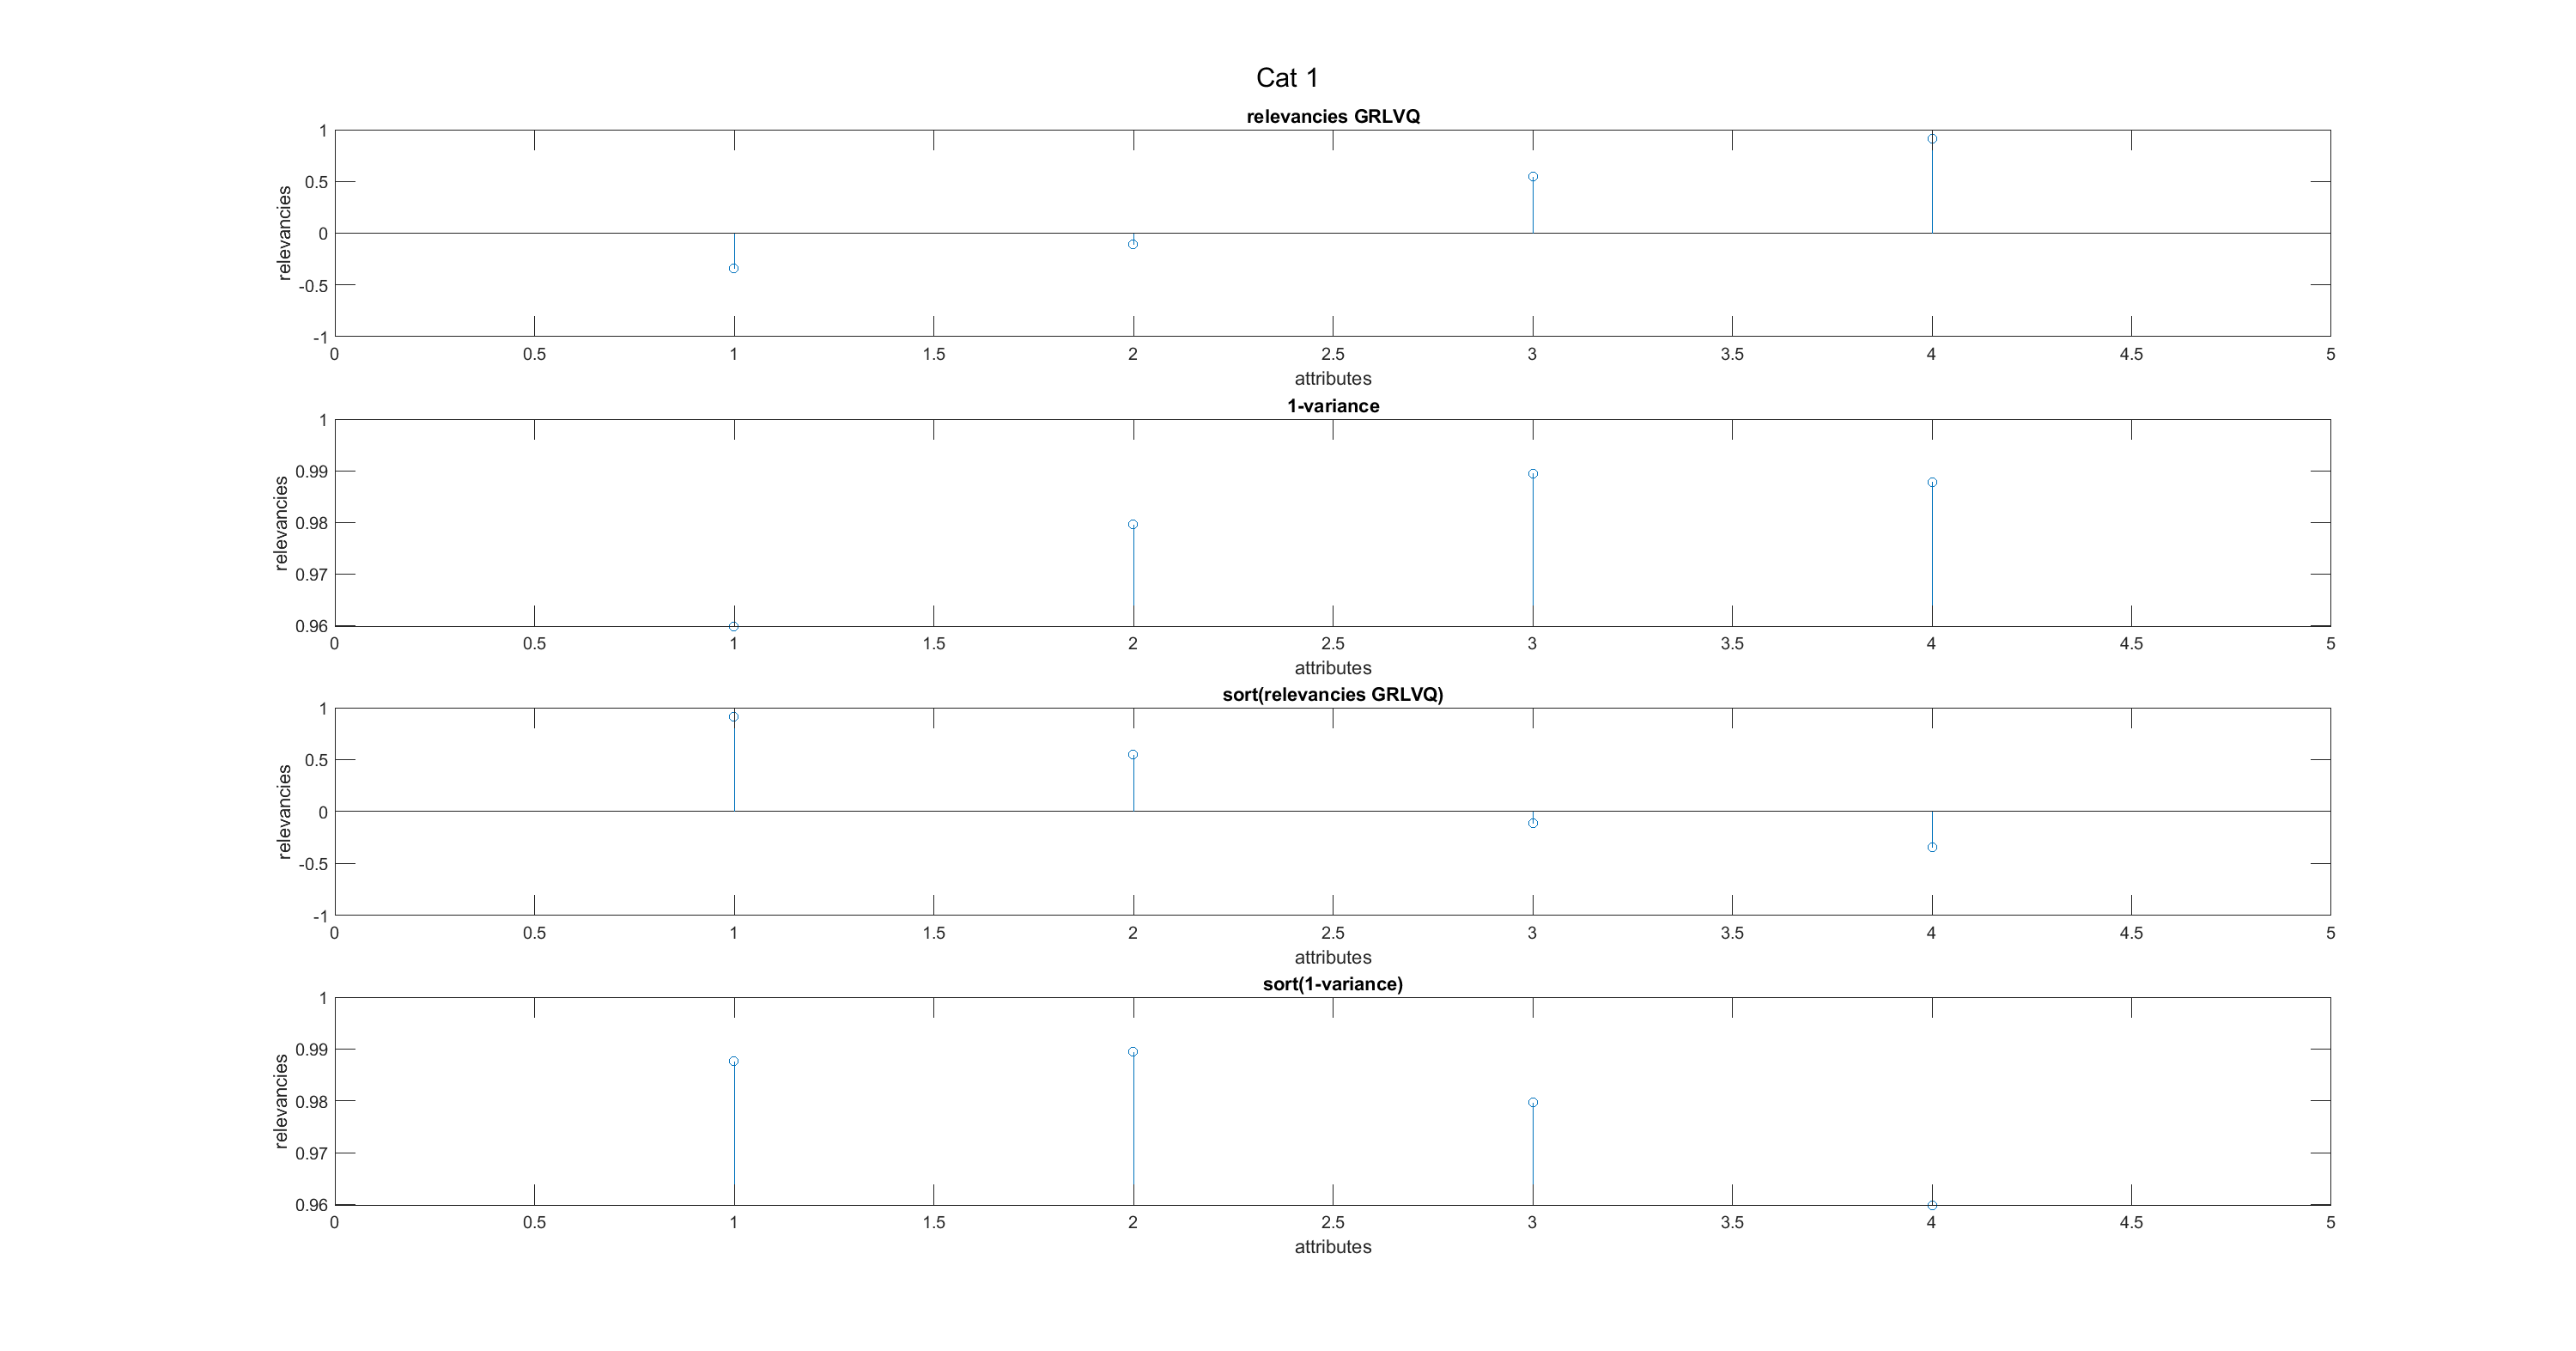 Cat 1
relevancies GRLVQ
1
0.5
0
-0.5
-1
relevancies
0 0.5 1 1.5 2 2.5 3 3.5 4 4.5 5
attributes
1-variance
1
0.99
0.98
0.97
0.96
relevancies
0 0.5 1 1.5 2 2.5 3 3.5 4 4.5 5
attributes
sort(relevancies GRLVQ)
1
0.5
0
-0.5
-1
relevancies
0 0.5 1 1.5 2 2.5 3 3.5 4 4.5 5
attributes
sort(1-variance)
1
0.99
0.98
0.97
0.96
relevancies
0 0.5 1 1.5 2 2.5 3 3.5 4 4.5 5
attributes